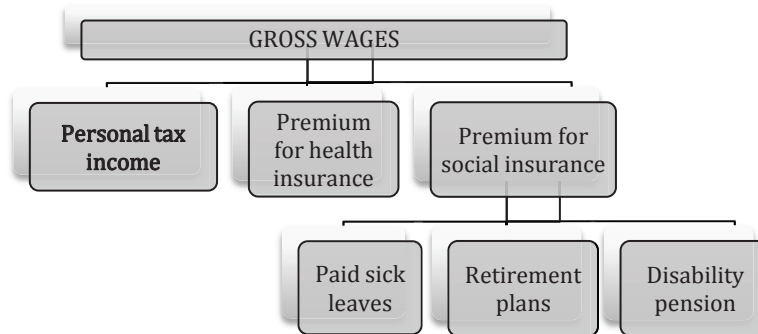 GROSS WAGES
Personal tax
income
Premium
for health
insurance
Premium for
social insurance
Paid sick
leaves
Retirement
plans
Disability
pension